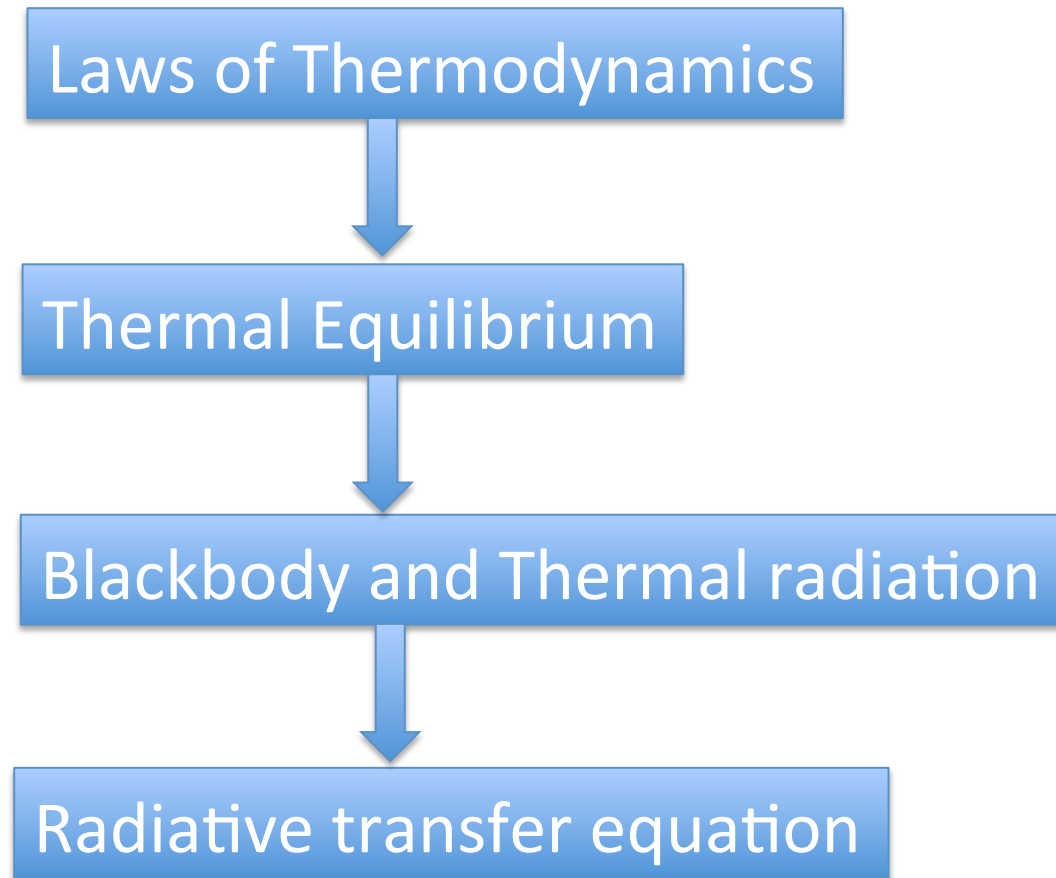 Laws of Thermodynamics
Thermal Equilibrium
Blackbody and Thermal radiation
Radiative transfer equation